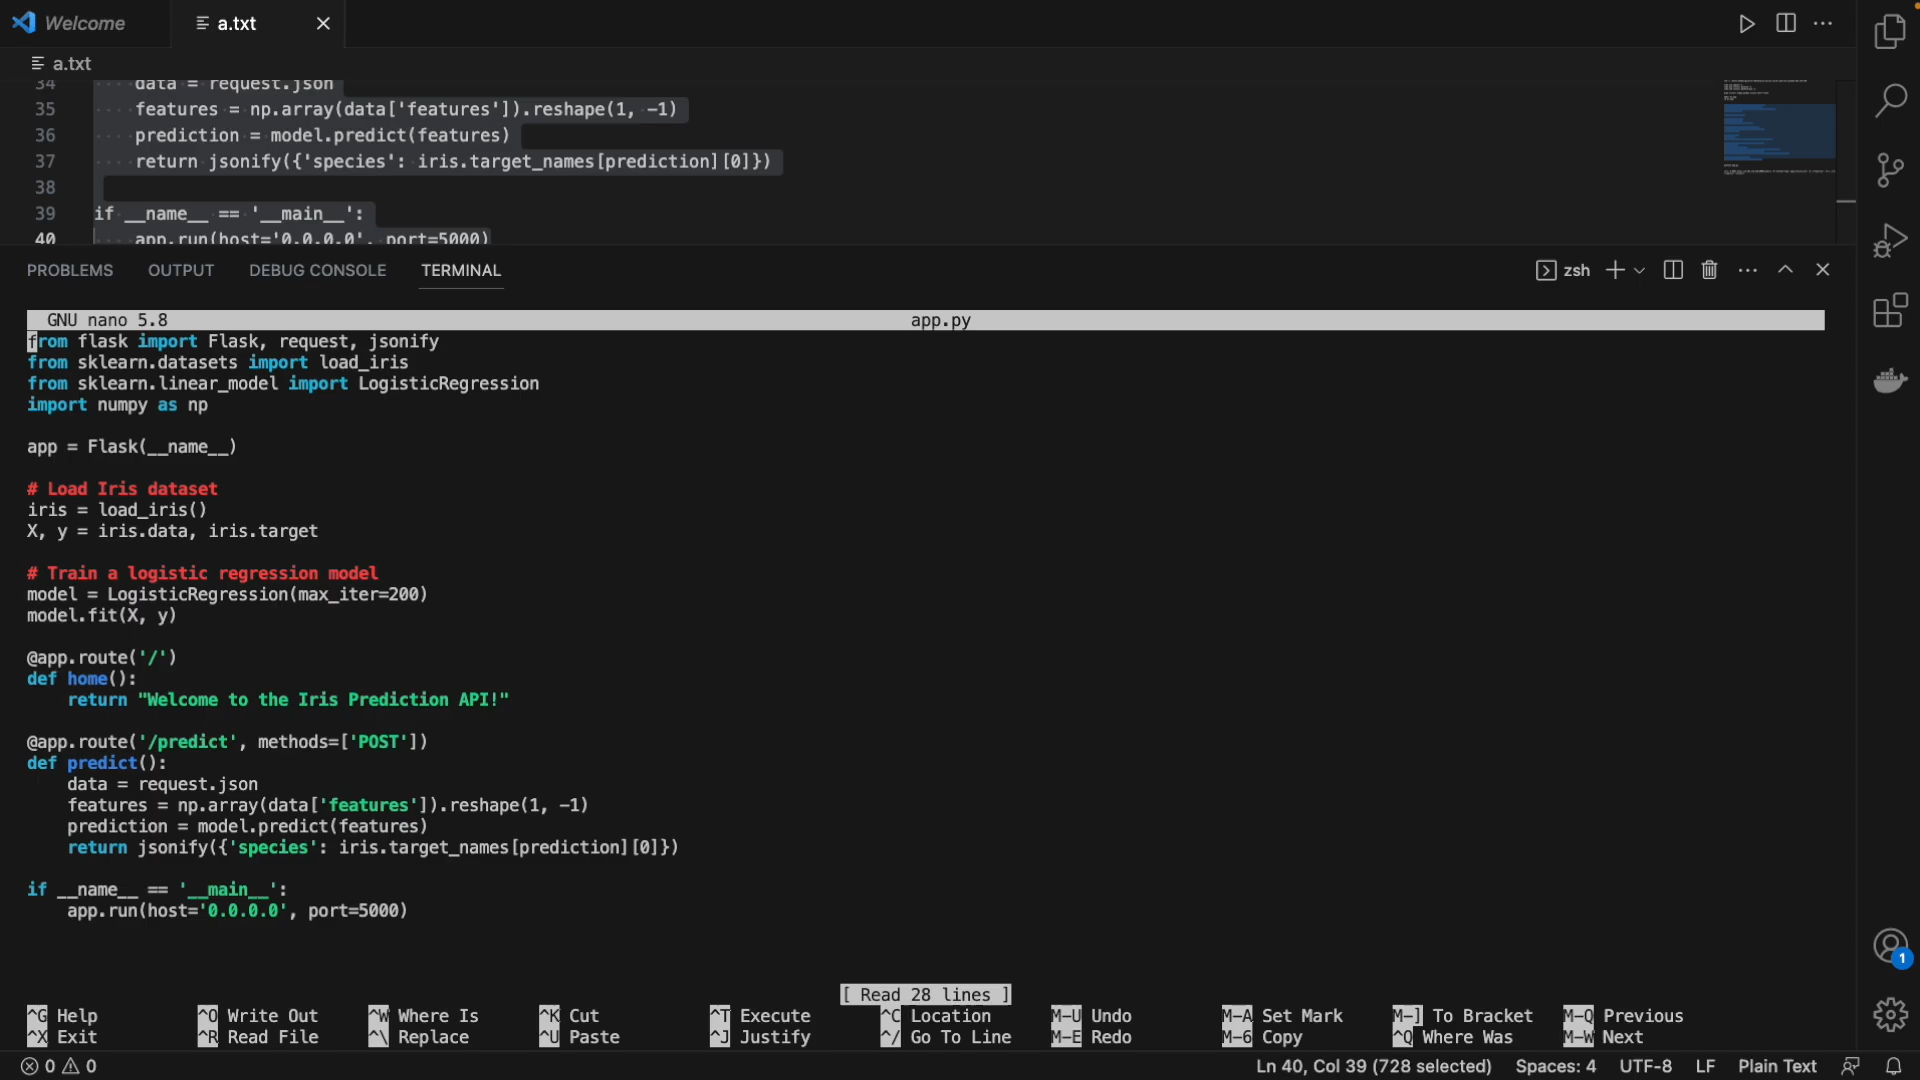 Welcome
a.txt
a.txt
34 data = request.json
35 features = np.array(data['features']).reshape(1, -1)
36 prediction = model.predict(features)
37 return jsonify({'species': iris.target_names[prediction][0]})
38
39 if __name__ == '__main__':
40 app.run(host='0.0.0.0', port=5000)
PROBLEMS OUTPUT DEBUG CONSOLE TERMINAL zsh
GNU nano 5.8 app.py
from flask import Flask, request, jsonify
from sklearn.datasets import load_iris
from sklearn.linear_model import LogisticRegression
import numpy as np
app = Flask(__name__)
# Load Iris dataset
iris = load_iris()
X, y = iris.data, iris.target
# Train a logistic regression model
model = LogisticRegression(max_iter=200)
model.fit(X, y)
@app.route('/')
def home():
return "Welcome to the Iris Prediction API!"
@app.route('/predict', methods=['POST'])
def predict():
data = request.json
features = np.array(data['features']).reshape(1, -1)
prediction = model.predict(features)
return jsonify({'species': iris.target_names[prediction][0]})
if __name__ == '__main__':
app.run(host='0.0.0.0', port=5000)
[ Read 28 lines ]
^G Help ^O Write Out ^W Where Is ^K Cut ^T Execute ^C Location M-U Undo M-A Set Mark M-] To Bracket M-Q Previous
^X Exit ^R Read File ^\ Replace ^U Paste ^J Justify ^/ Go To Line M-E Redo M-6 Copy ^Q Where Was M-W Next
1
0 0 Ln 40, Col 39 (728 selected) Spaces: 4 UTF-8 LF Plain Text